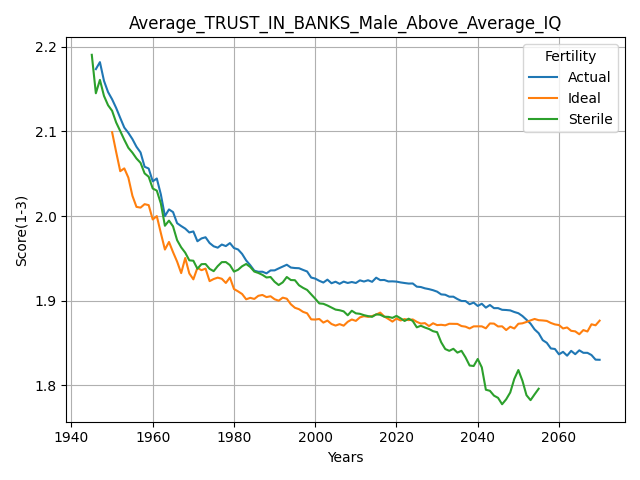 Average_TRUST_IN_BANKS_Male_Above_Average_IQ
Fertility
Actual
Ideal
Sterile
Score(1-3)
2.2
2.1
2.0
1.9
1.8
1940 1960 1980 2000 2020 2040 2060
Years